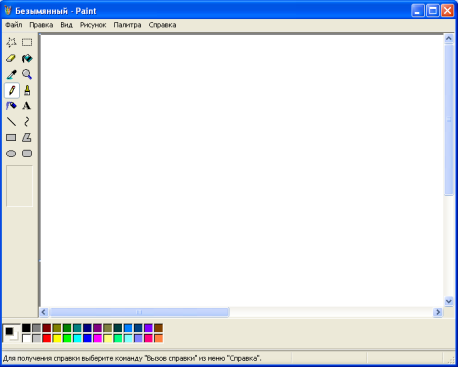 Безымянный - Paint
Файл Правка Вид Рисунок Палитра Справка
A
Для получения справки выберите команду "Вызов справки" из меню "Справка".